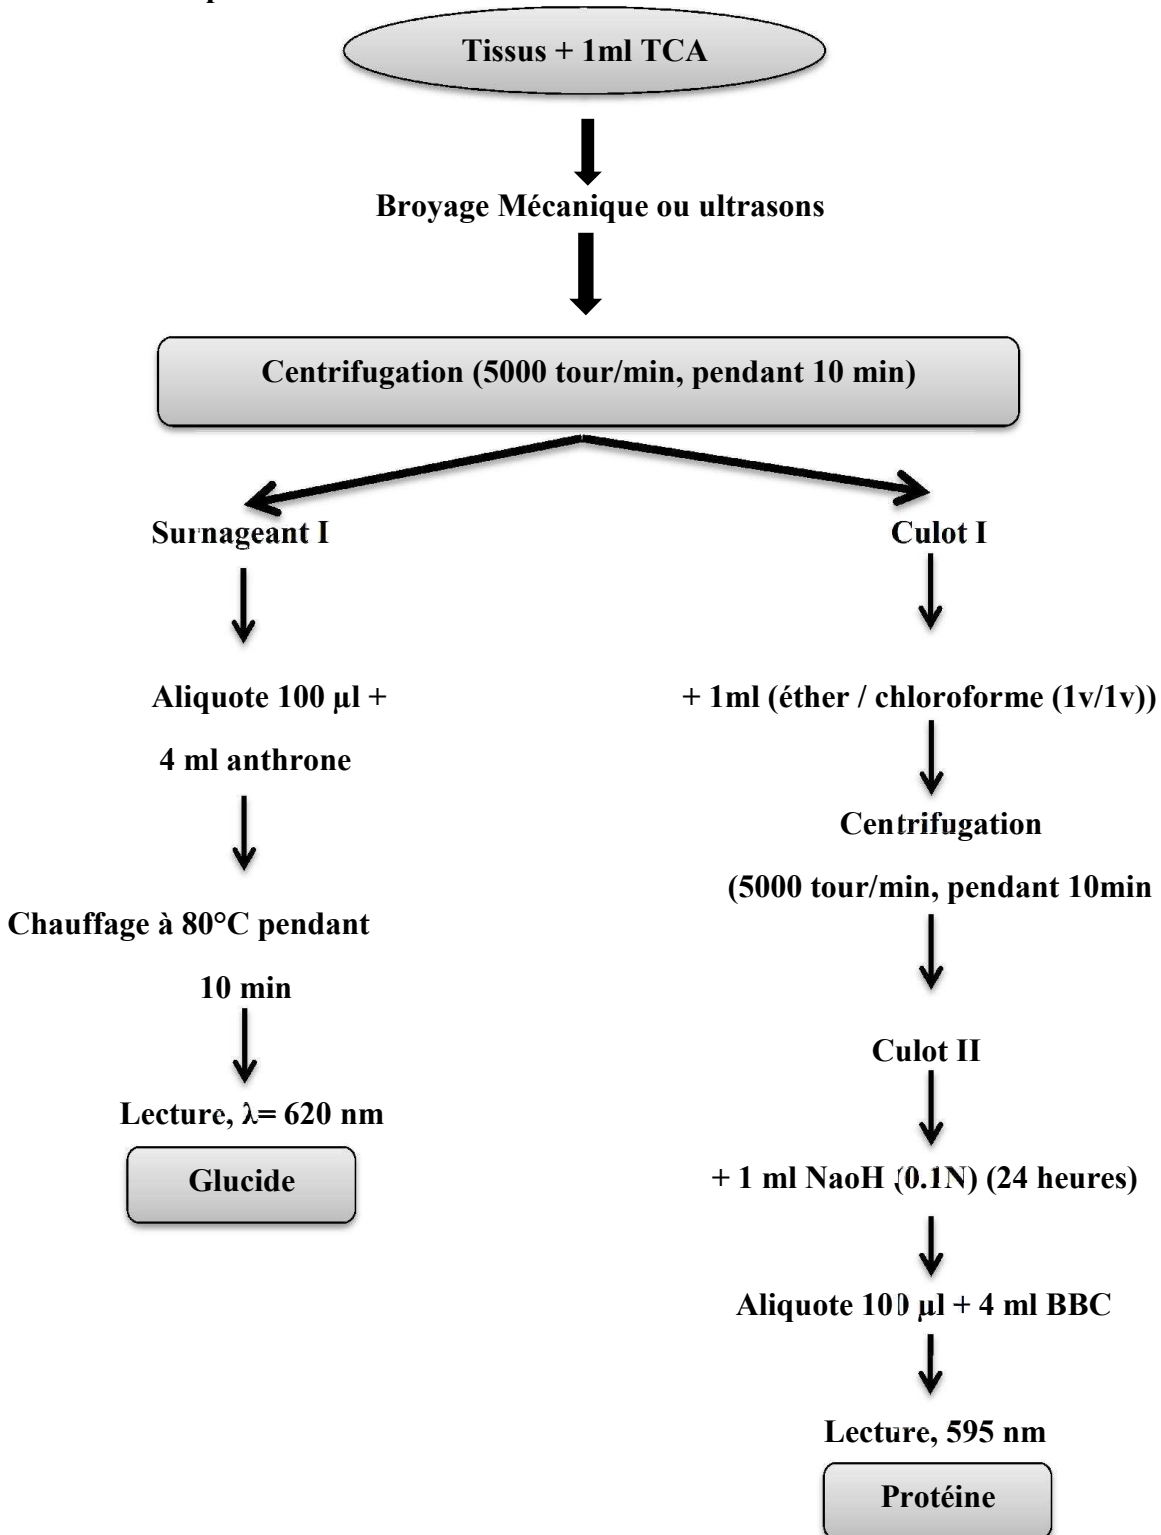 Tissus + 1ml TCA
Broyage Mécanique ou ultrasons
Centrifugation (5000 tour/min, pendant 10 min)
Surnageant I
Aliquote 100 µl +
4 ml anthrone
Chauffage à 80°C pendant
10 min
Lecture, λ= 620 nm
Glucide
Culot I
+ 1ml (éther / chloroforme (1v/1v))
Centrifugation
(5000 tour/min, pendant 10min
Culot II
+ 1 ml NaoH (0.1N) (24 heures)
Aliquote 100 µl + 4 ml BBC
Lecture, 595 nm
Protéine